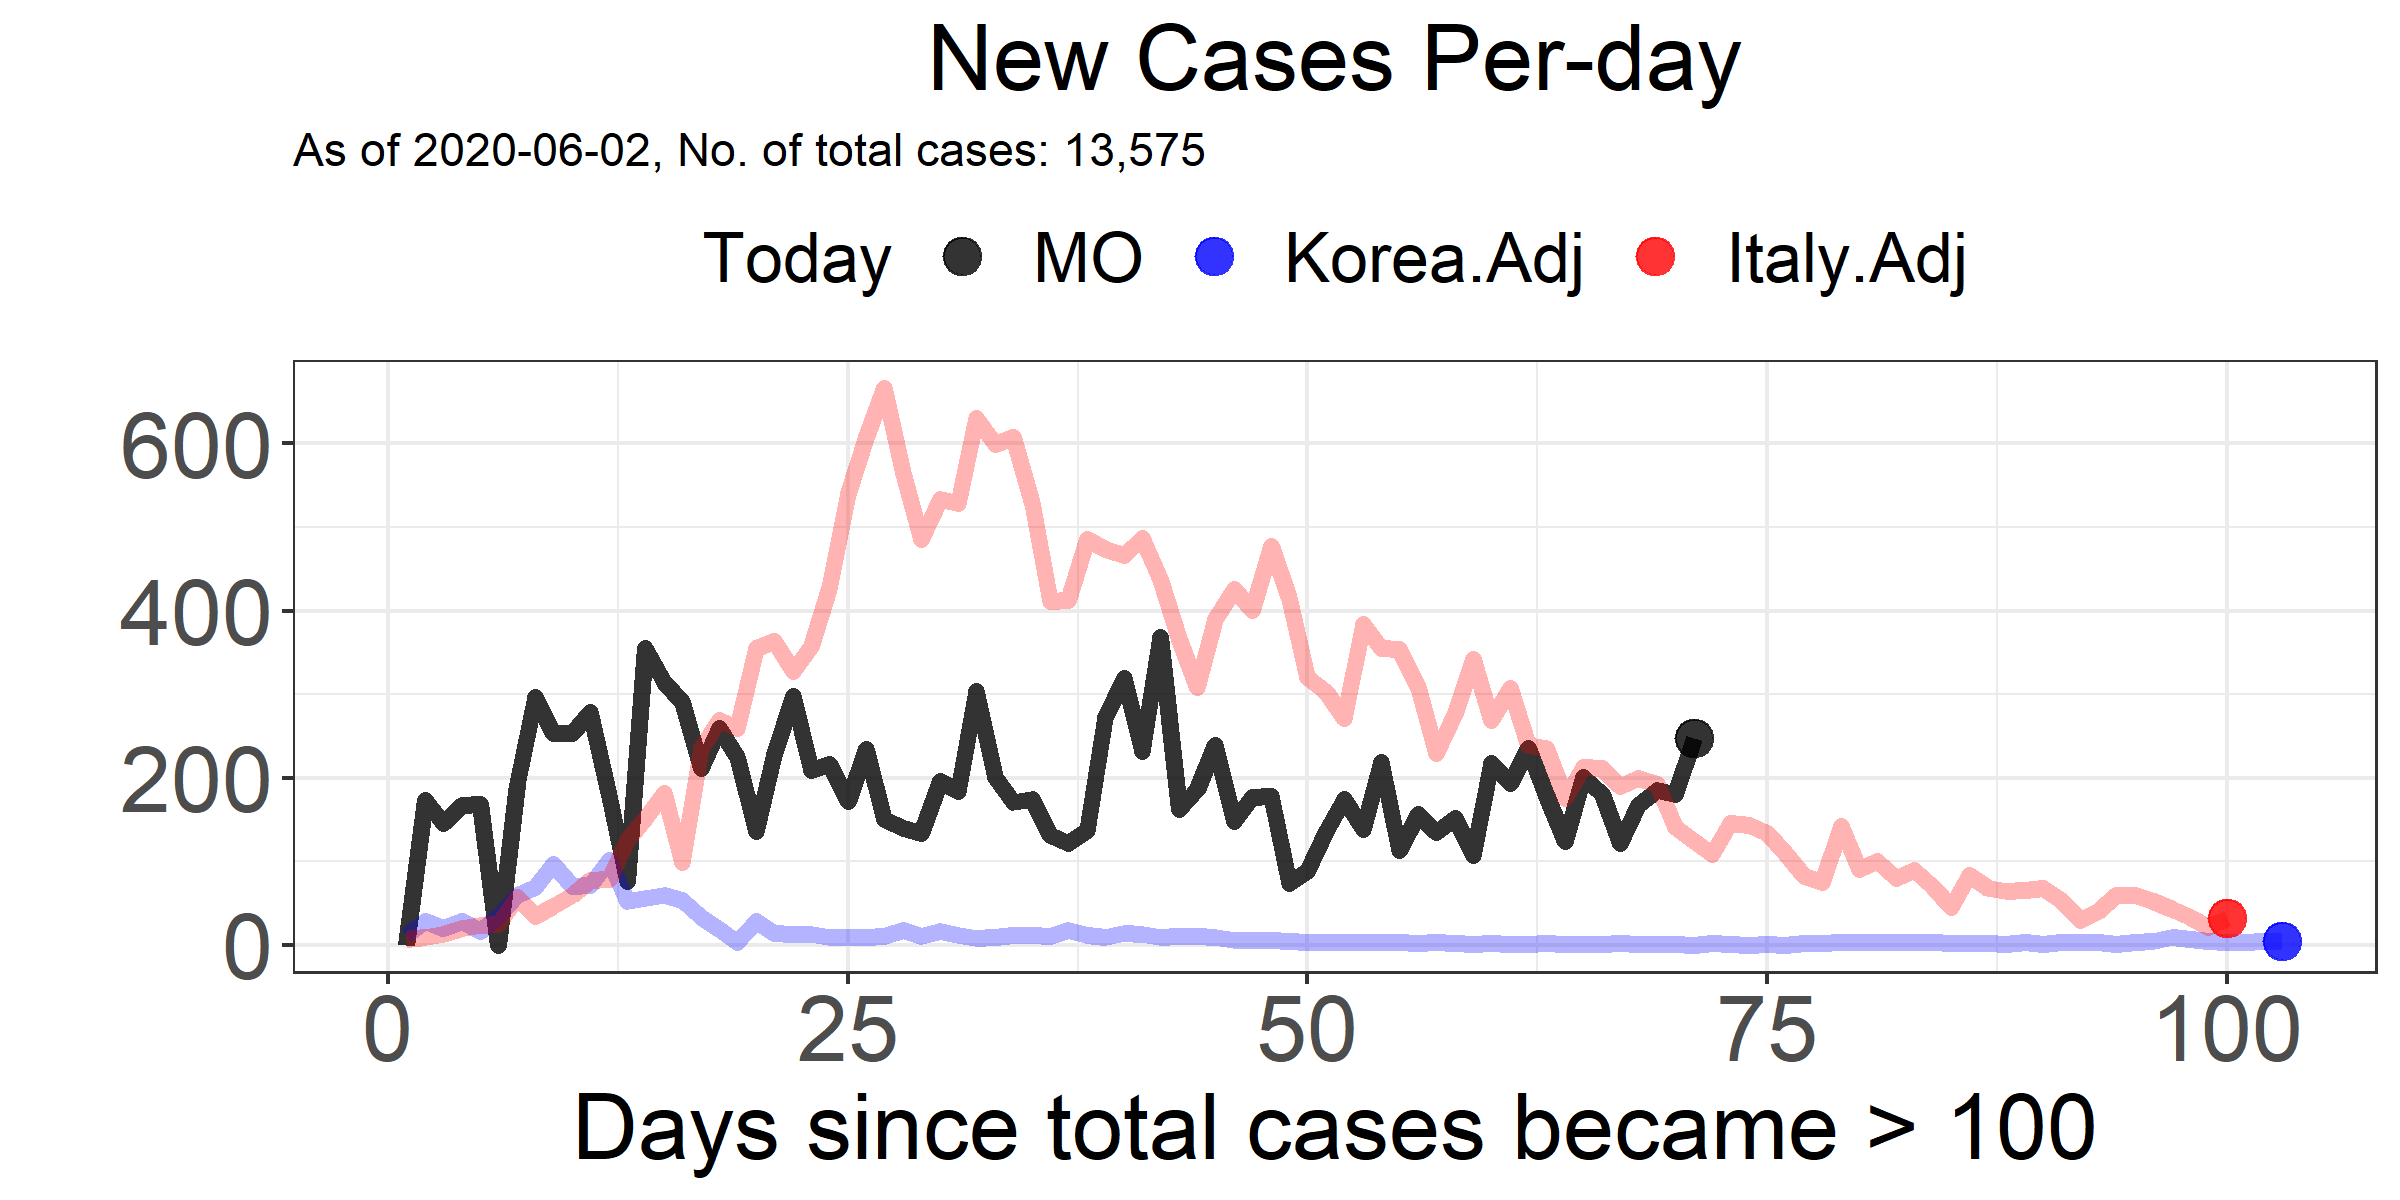 New Cases Per-day
As of 2020-06-02, No. of total cases: 13,575
Today MO Korea.Adj Italy.Adj
600
400
200
0
0 25 50 75 100
Days since total cases became > 100